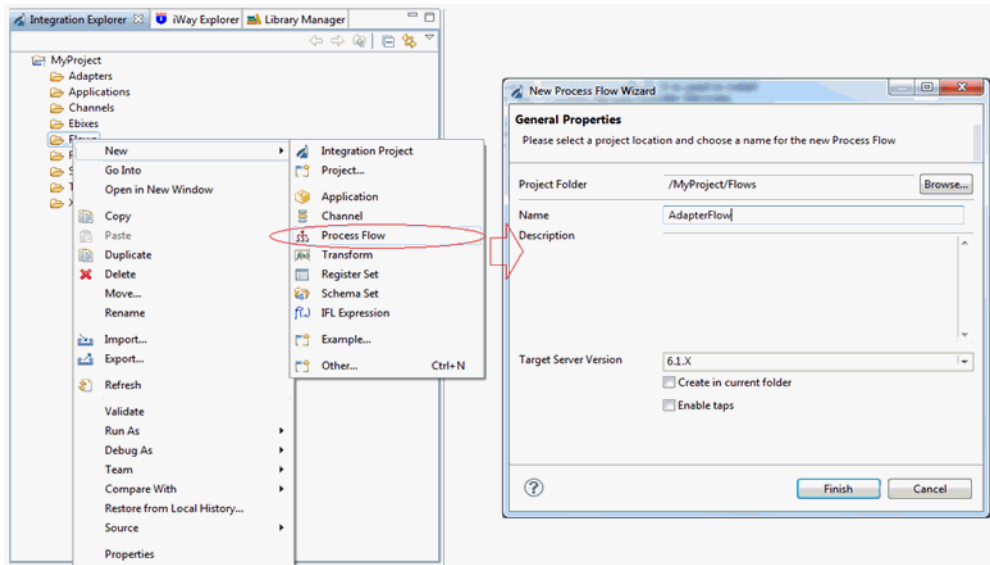 Integration Explorer
iWay Explorer
Library Manager
MyProject
Adapters
Applications
Channels
Ebixes
Flows
New
Go Into
Open in New Window
Copy
Paste
Duplicate
Delete
Move...
Rename
Import...
Export...
Refresh
Validate
Run As
Debug As
Team
Compare With
Restore from Local History...
Source
Properties
Integration Project
Project...
Application
Channel
Process Flow
Transform
Register Set
Schema Set
IFL Expression
Example...
Other... Ctrl+N
New Process Flow Wizard
General Properties
Please select a project location and choose a name for the new Process Flow
Project Folder /MyProject/Flows Browse...
Name AdapterFlow
Description
Target Server Version 6.1.X
Create in current folder
Enable taps
Finish Cancel